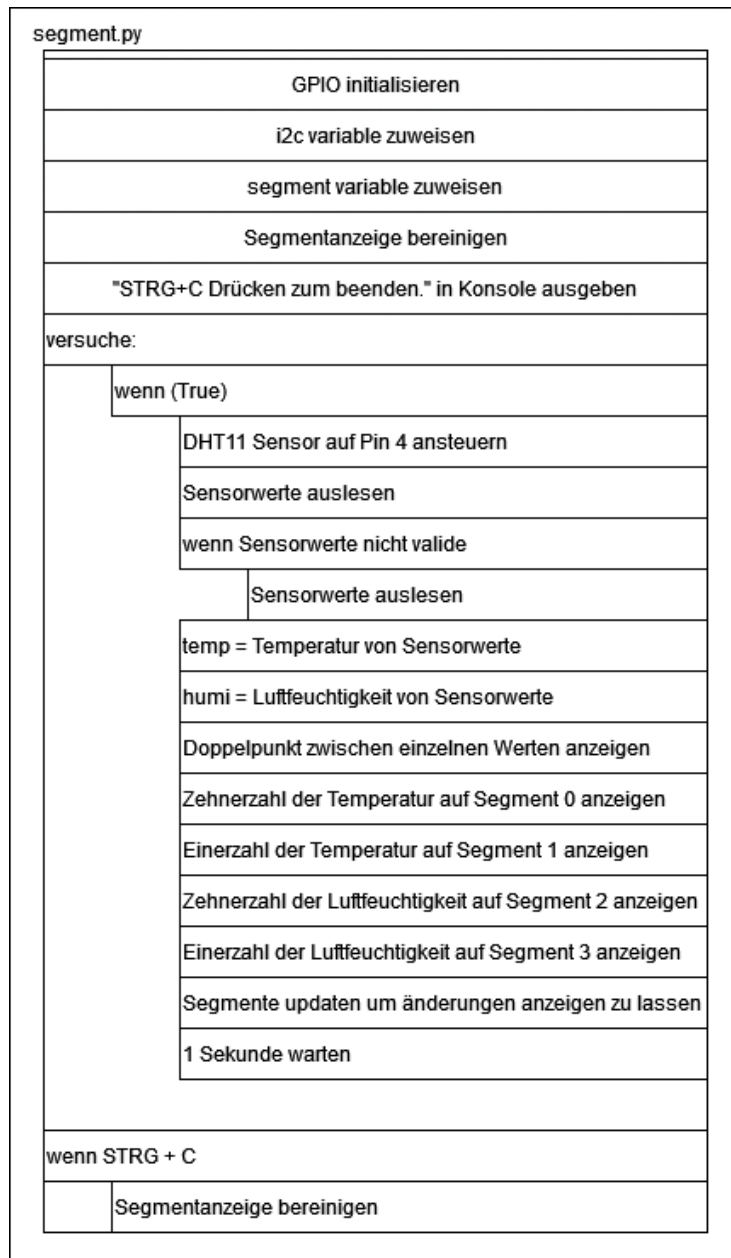 segment.py
GPIO initialisieren
i2c variable zuweisen
segment variable zuweisen
Segmentanzeige bereinigen
"STRG+C Drücken zum beenden." in Konsole ausgeben
versuche:
wenn (True)
DHT11 Sensor auf Pin 4 ansteuern
Sensorwerte auslesen
wenn Sensorwerte nicht valide
Sensorwerte auslesen
temp = Temperatur von Sensorwerte
humi = Luftfeuchtigkeit von Sensorwerte
Doppelpunkt zwischen einzelnen Werten anzeigen
Zehnerzahl der Temperatur auf Segment 0 anzeigen
Einerzahl der Temperatur auf Segment 1 anzeigen
Zehnerzahl der Luftfeuchtigkeit auf Segment 2 anzeigen
Einerzahl der Luftfeuchtigkeit auf Segment 3 anzeigen
Segmente updaten um änderungen anzeigen zu lassen
1 Sekunde warten
wenn STRG + C
Segmentanzeige bereinigen